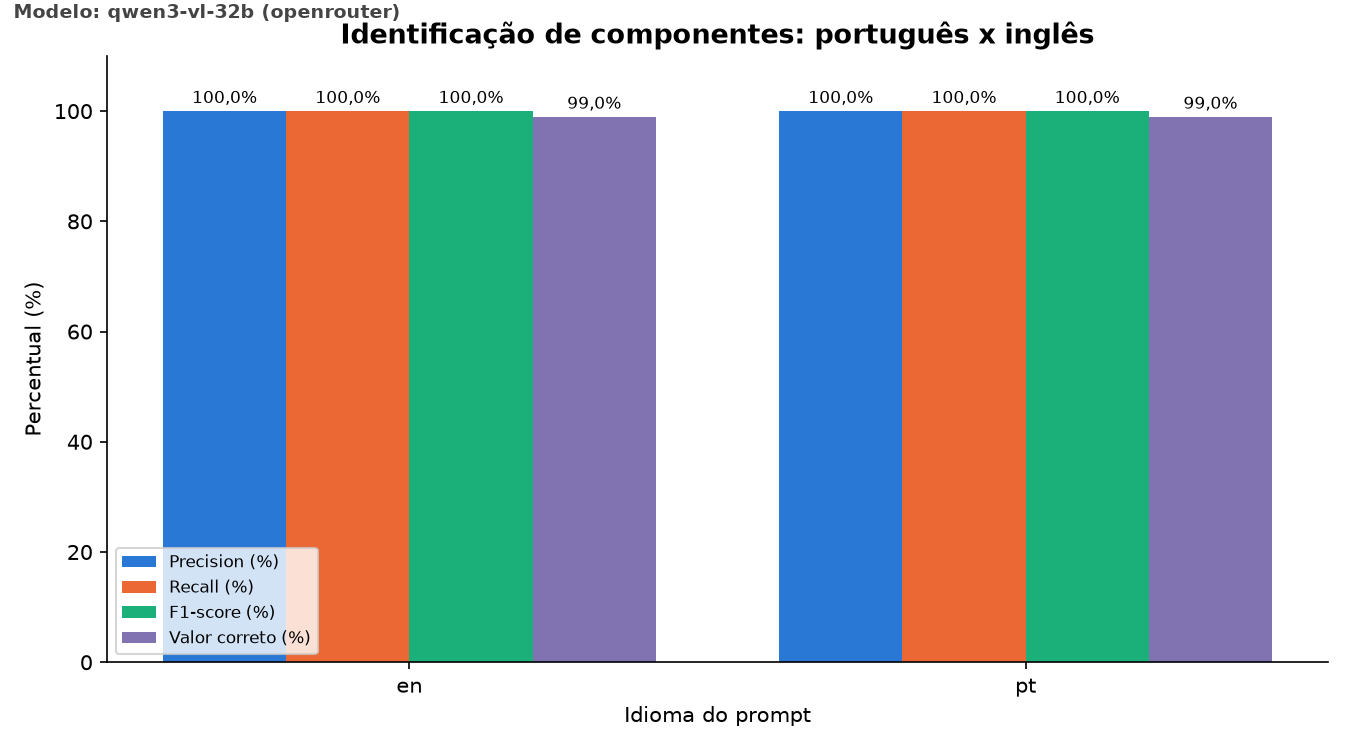 Modelo: qwen3-vl-32b (openrouter)
Identificação de componentes: português x inglês
100,0% 100,0% 100,0% 99,0% 100,0% 100,0% 100,0% 99,0%
100
80
60
40
20
0
Percentual (%)
Precision (%)
Recall (%)
F1-score (%)
Valor correto (%)
en pt
Idioma do prompt